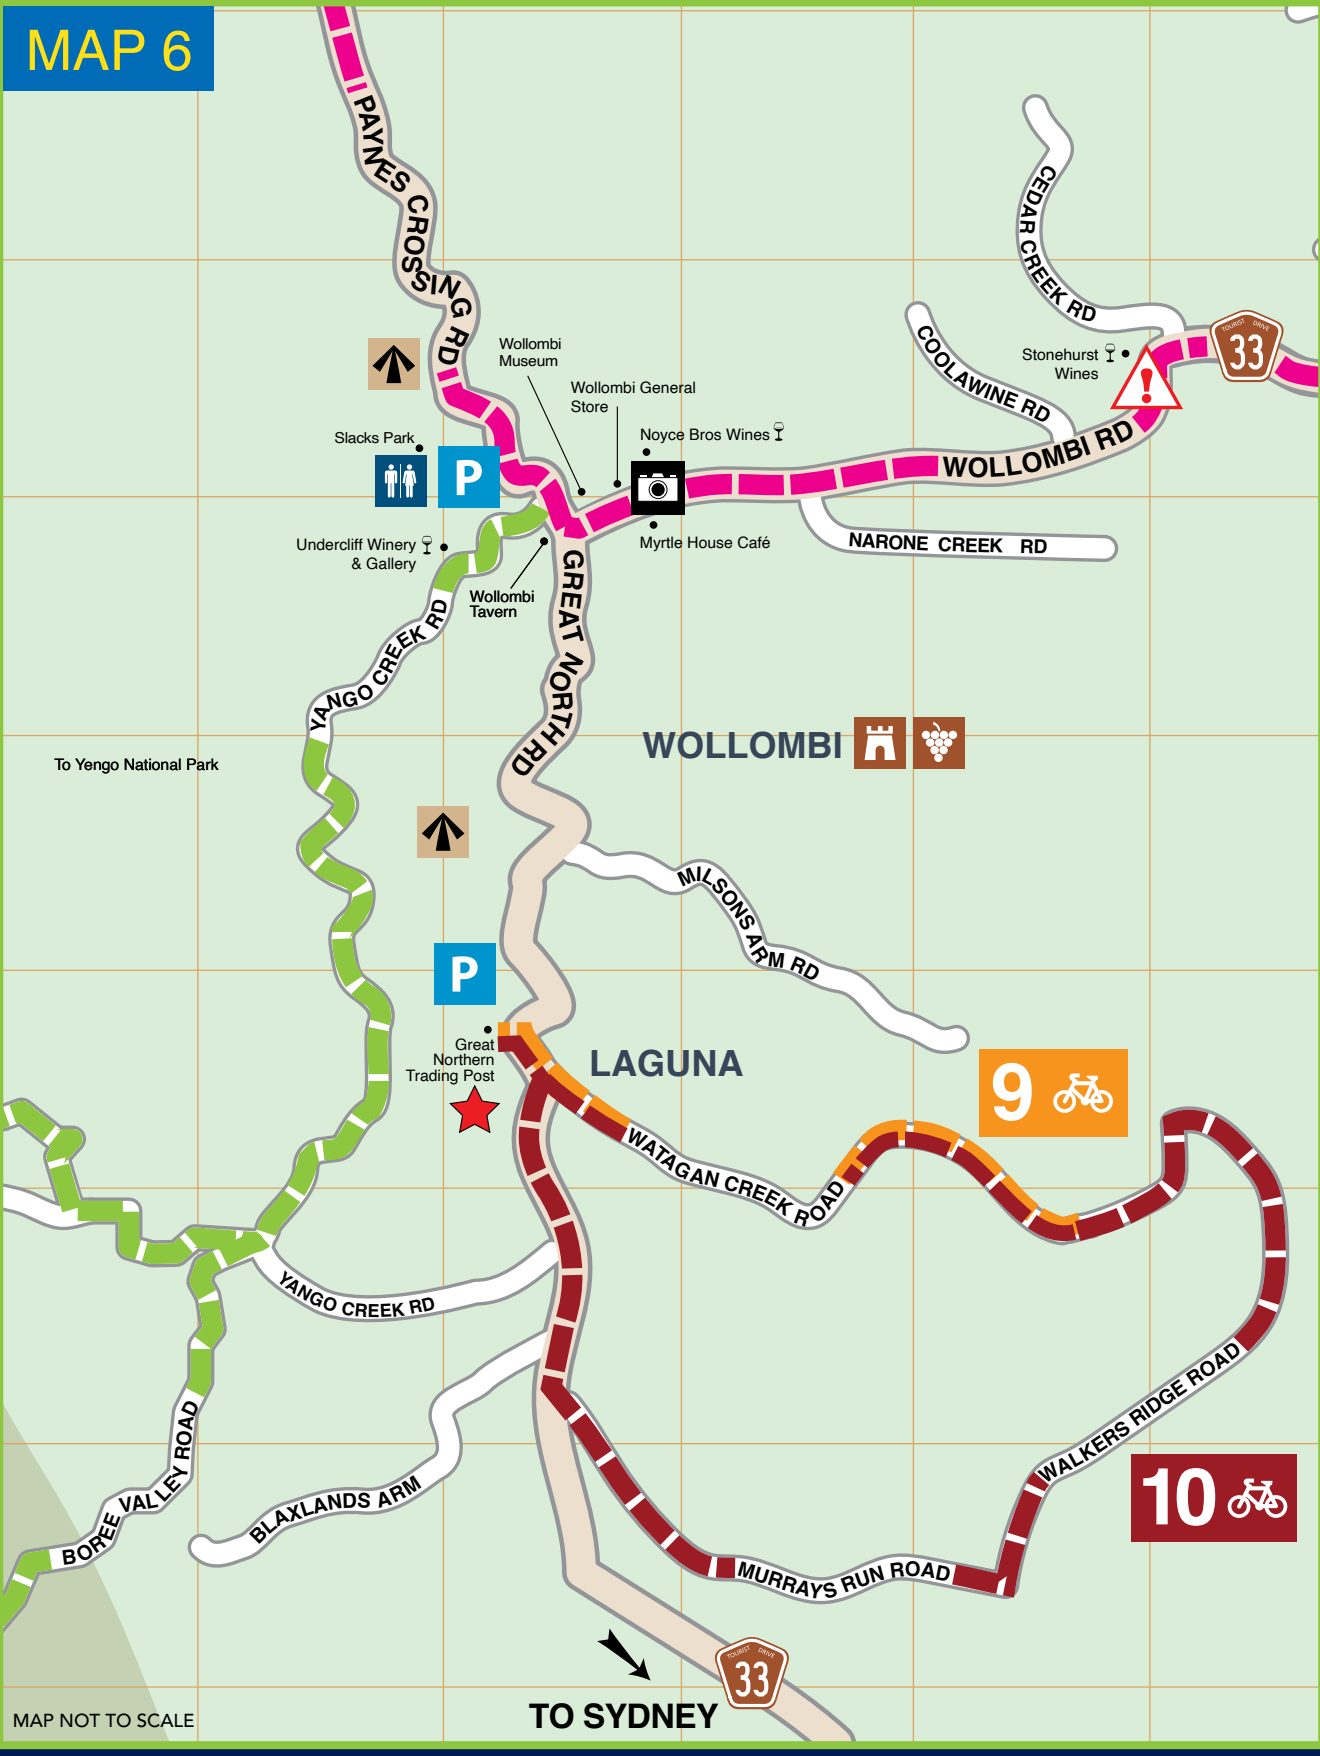 MAP 6
PAYNES CROSSING RD
CEDAR CREEK RD
COOLAWINE RD
TOURIST DRIVE
33
Stonehurst
Wines
Wollombi
Museum
Wollombi General
Store
Noyce Bros Wines
Slacks Park
P
WOLLOMBI RD
Undercliff Winery
& Gallery
Myrtle House Café
NARONE CREEK RD
Wollombi
Tavern
GREAT NORTH RD
YANGO CREEK RD
WOLLOMBI
To Yengo National Park
MILSONS ARM RD
P
Great
Northern
Trading Post
LAGUNA
9
WATAGAN CREEK ROAD
YANGO CREEK RD
WALKERS RIDGE ROAD
BOREE VALLEY ROAD
BLAXLANDS ARM
10
MURRAYS RUN ROAD
TOURIST DRIVE
33
TO SYDNEY
MAP NOT TO SCALE